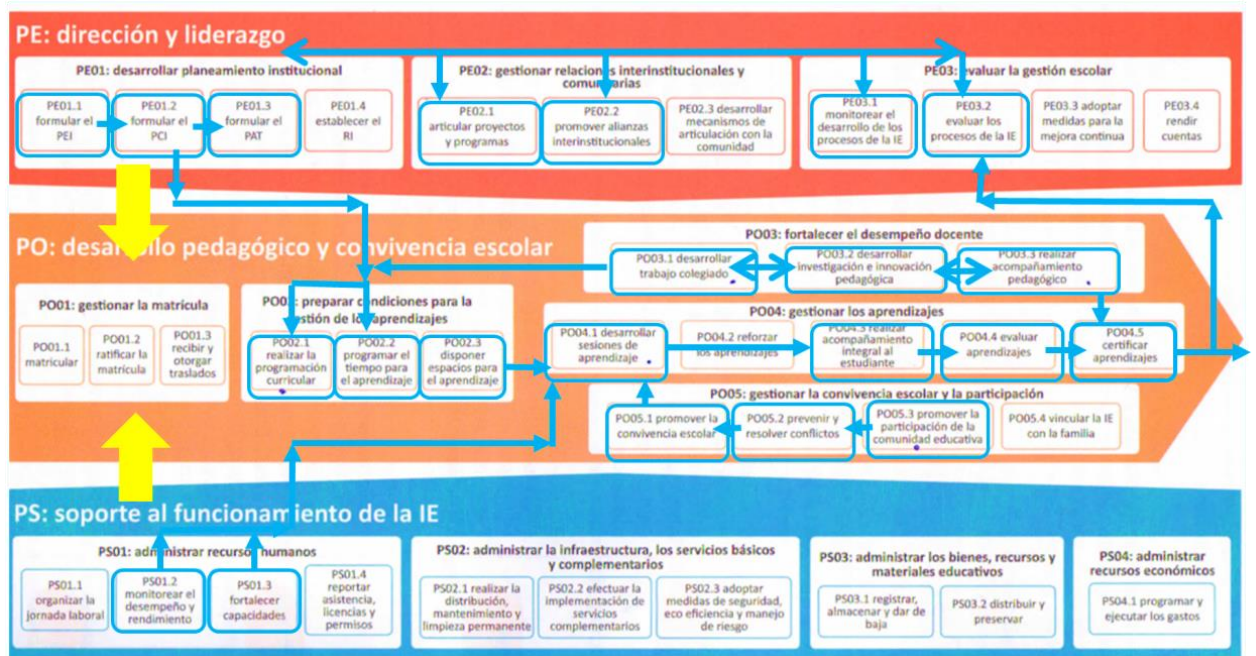 PE: dirección y liderazgo
PE01: desarrollar planeamiento institucional
PE01.1
formular el
PEI
PE01.2
formular el
PCI
PE01.3
formular el
PAT
PE01.4
establecer el
RI
PE02: gestionar relaciones interinstitucionales y
comunitarias
PE02.1
articular proyectos
y programas
PE02.2
promover alianzas
interinstitucionales
PE02.3 desarrollar
mecanismos de
articulación con la
comunidad
PE03: evaluar la gestión escolar
PE03.1
monitorear el
desarrollo de los
procesos de la IE
PE03.2
evaluar los
procesos de la IE
PE03.3 adoptar
medidas para la
mejora continua
PE03.4
rendir
cuentas
PO: desarrollo pedagógico y convivencia escolar
PO01: gestionar la matrícula
PO01.1
matricular
PO01.2
ratificar la
matrícula
PO01.3
recibir y
otorgar
traslados
PO02: preparar condiciones para la
gestión de los aprendizajes
PO02.1
realizar la
programación
curricular
PO02.2
programar el
tiempo para
el aprendizaje
PO02.3
disponer
espacios para
el aprendizaje
PO03: fortalecer el desempeño docente
PO03.1 desarrollar
trabajo colegiado
PO03.2 desarrollar
investigación e innovación
pedagógica
PO03.3 realizar
acompañamiento
pedagógico
PO04: gestionar los aprendizajes
PO04.1 desarrollar
sesiones de
aprendizaje
PO04.2 reforzar
los aprendizajes
PO04.3 realizar
acompañamiento
integral al
estudiante
PO04.4 evaluar
aprendizajes
PO04.5
certificar
aprendizajes
PO05: gestionar la convivencia escolar y la participación
PO05.1 promover la
convivencia escolar
PO05.2 prevenir y
resolver conflictos
PO05.3 promover la
participación de la
comunidad educativa
PO05.4 vincular la IE
con la familia
PS: soporte al funcionamiento de la IE
PS01: administrar recursos humanos
PS01.1
organizar la
jornada laboral
PS01.2
monitorear el
desempeño y
rendimiento
PS01.3
fortalecer
capacidades
PS01.4
reportar
asistencia,
licencias y
permisos
PS02: administrar la infraestructura, los servicios básicos
y complementarios
PS02.1 realizar la
distribución,
mantenimiento y
limpieza permanente
PS02.2 efectuar la
implementación de
servicios
complementarios
PS02.3 adoptar
medidas de seguridad,
eco eficiencia y manejo
de riesgo
PS03: administrar los bienes, recursos y
materiales educativos
PS03.1 registrar,
almacenar y dar de
baja
PS03.2 distribuir y
preservar
PS04: administrar
recursos económicos
PS04.1 programar y
ejecutar los gastos